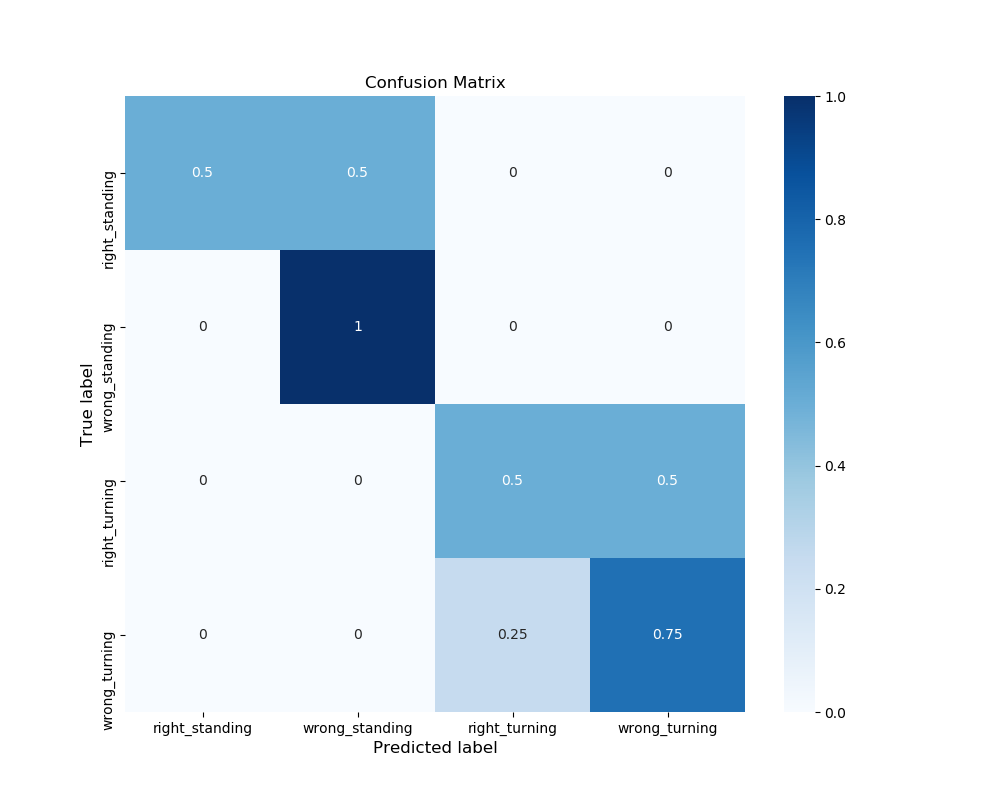 Confusion Matrix
True label
right_standing
0.5 0.5 0 0
wrong_standing
0 1 0 0
right_turning
0 0 0.5 0.5
wrong_turning
0 0 0.25 0.75
right_standing wrong_standing right_turning wrong_turning
Predicted label
1.0
0.8
0.6
0.4
0.2
0.0